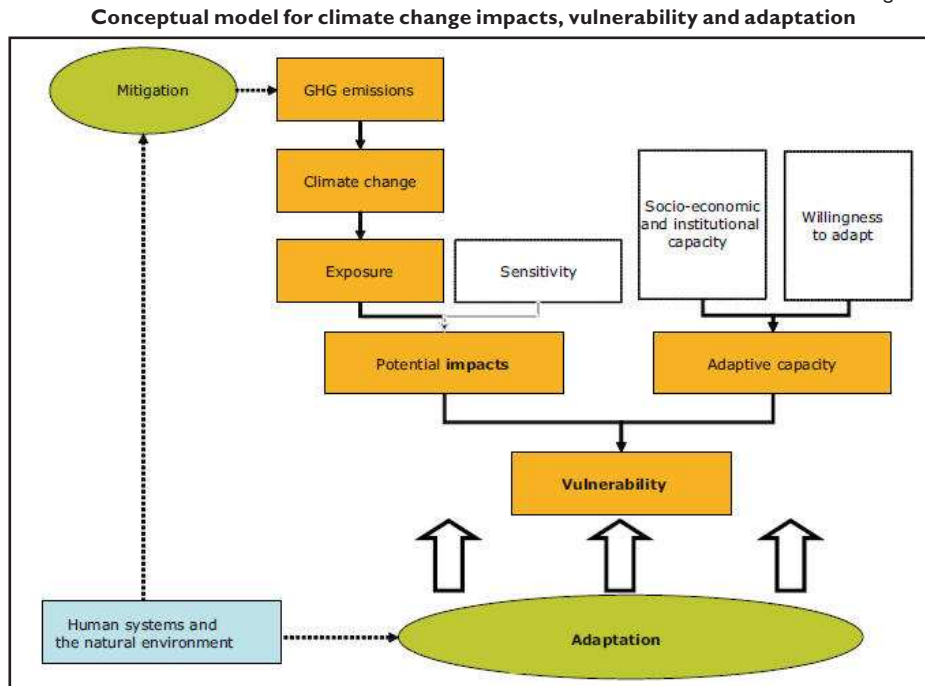 Conceptual model for climate change impacts, vulnerability and adaptation
Mitigation
GHG emissions
Climate change
Exposure
Sensitivity
Socio-economic
and institutional
capacity
Willingness
to adapt
Potential impacts
Adaptive capacity
Vulnerability
Human systems and
the natural environment
Adaptation